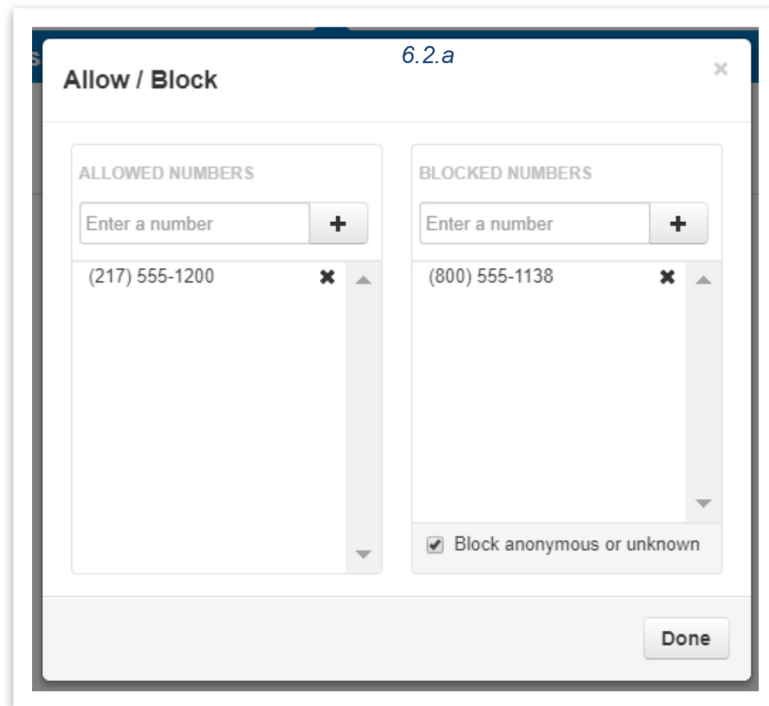 s
6.2.a
Allow / Block
×
ALLOWED NUMBERS
Enter a number
+
(217) 555-1200
✖
BLOCKED NUMBERS
Enter a number
+
(800) 555-1138
✖
Block anonymous or unknown
Done